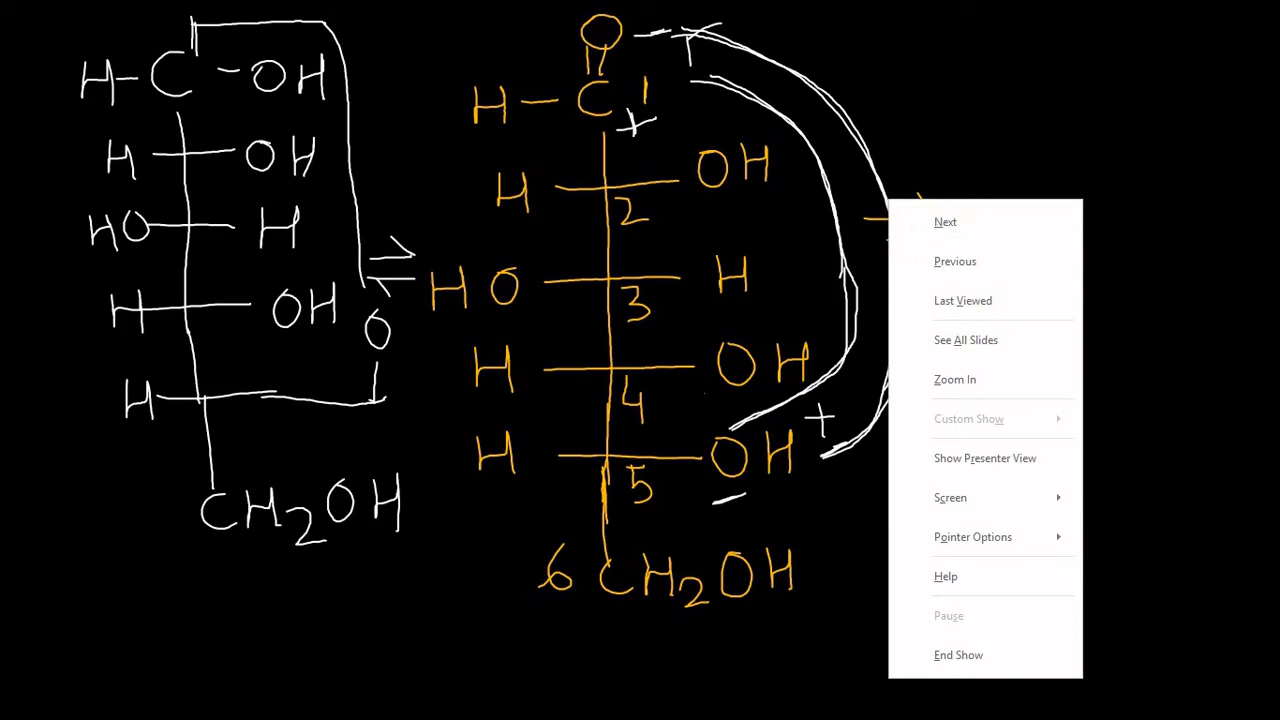 H-C-OH
H OH
HO H
H OH
O
H
CH2OH
O
H-C 1
+
H OH
2
HO H
3
H OH
4
+
H OH
5
6 CH2OH
Next
Previous
Last Viewed
See All Slides
Zoom In
Custom Show
Show Presenter View
Screen
Pointer Options
Help
Pause
End Show